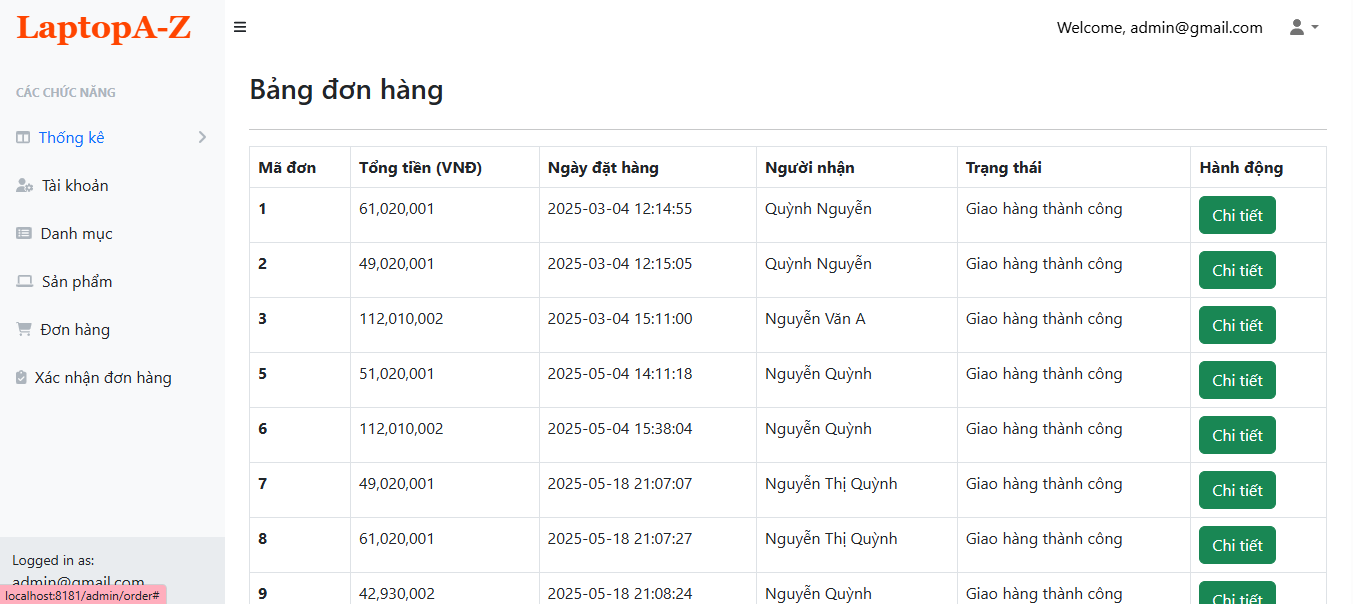 LaptopA-Z
Welcome, admin@gmail.com
CÁC CHỨC NĂNG
Thống kê
Tài khoản
Danh mục
Sản phẩm
Đơn hàng
Xác nhận đơn hàng
Logged in as:
admin@gmail.com
localhost:8181/admin/order#
Bảng đơn hàng
Mã đơn Tổng tiền (VNĐ) Ngày đặt hàng Người nhận Trạng thái Hành động
1 61,020,001 2025-03-04 12:14:55 Quỳnh Nguyễn Giao hàng thành công Chi tiết
2 49,020,001 2025-03-04 12:15:05 Quỳnh Nguyễn Giao hàng thành công Chi tiết
3 112,010,002 2025-03-04 15:11:00 Nguyễn Văn A Giao hàng thành công Chi tiết
5 51,020,001 2025-05-04 14:11:18 Nguyễn Quỳnh Giao hàng thành công Chi tiết
6 112,010,002 2025-05-04 15:38:04 Nguyễn Quỳnh Giao hàng thành công Chi tiết
7 49,020,001 2025-05-18 21:07:07 Nguyễn Thị Quỳnh Giao hàng thành công Chi tiết
8 61,020,001 2025-05-18 21:07:27 Nguyễn Thị Quỳnh Giao hàng thành công Chi tiết
9 42,930,002 2025-05-18 21:08:24 Nguyễn Quỳnh Giao hàng thành công Chi tiết